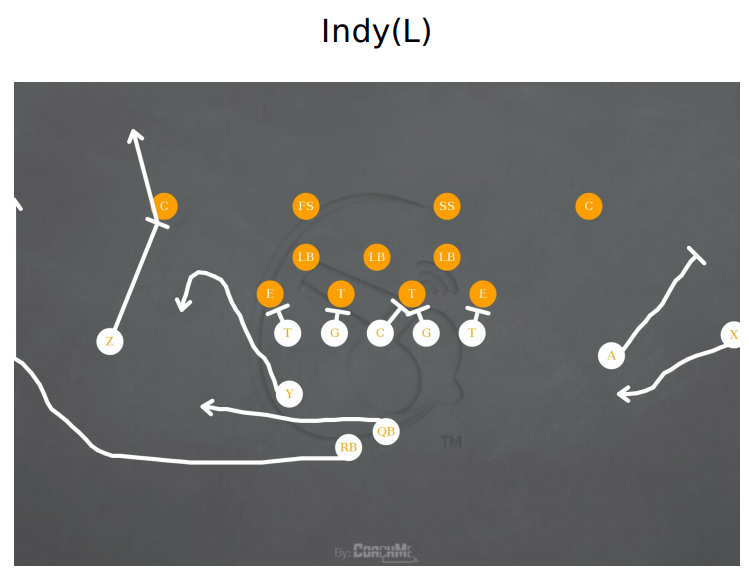 Indy(L)
C FS SS C
LB LB LB
E T T E
T G C G T
Z A X
Y
RB QB
TM
By: COACHME